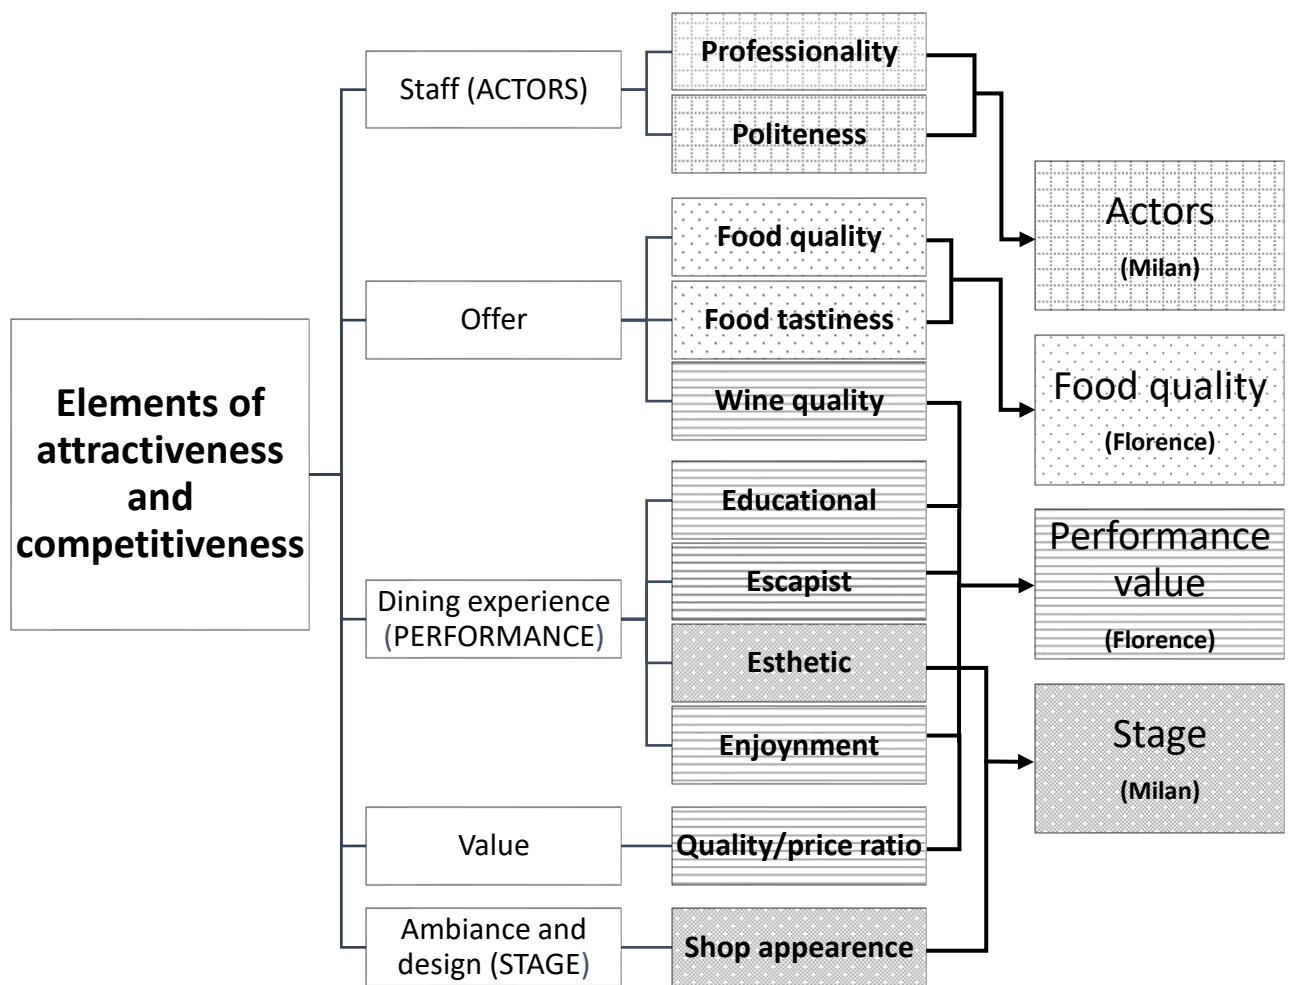 Elements of
attractiveness
and
competitiveness
Staff (ACTORS)
Offer
Dining experience
(PERFORMANCE)
Value
Ambiance and
design (STAGE)
Professionality
Politeness
Food quality
Food tastiness
Wine quality
Educational
Escapist
Esthetic
Enjoynment
Quality/price ratio
Shop appearence
Actors
(Milan)
Food quality
(Florence)
Performance
value
(Florence)
Stage
(Milan)